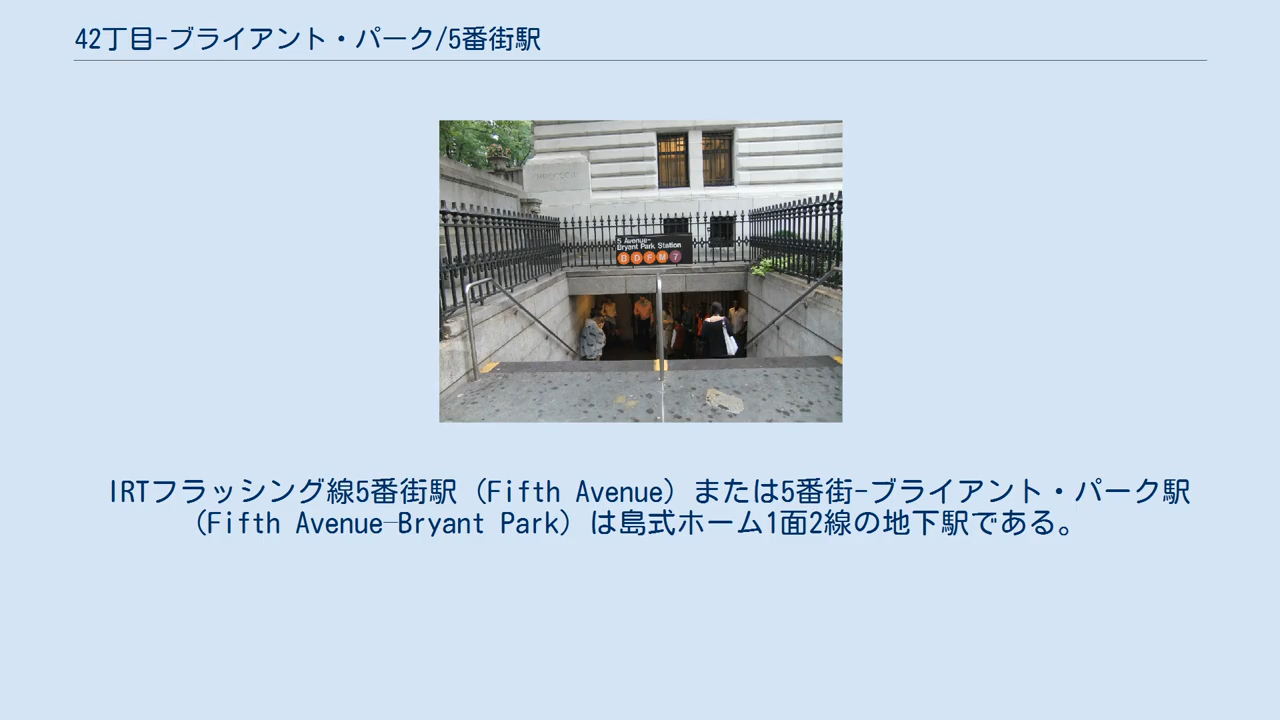 42丁目-ブライアント・パーク/5番街駅
5 Avenue-
Bryant Park Station
B D F M 7
IRTフラッシング線5番街駅（Fifth Avenue）または5番街-ブライアント・パーク駅
（Fifth Avenue–Bryant Park）は島式ホーム1面2線の地下駅である。